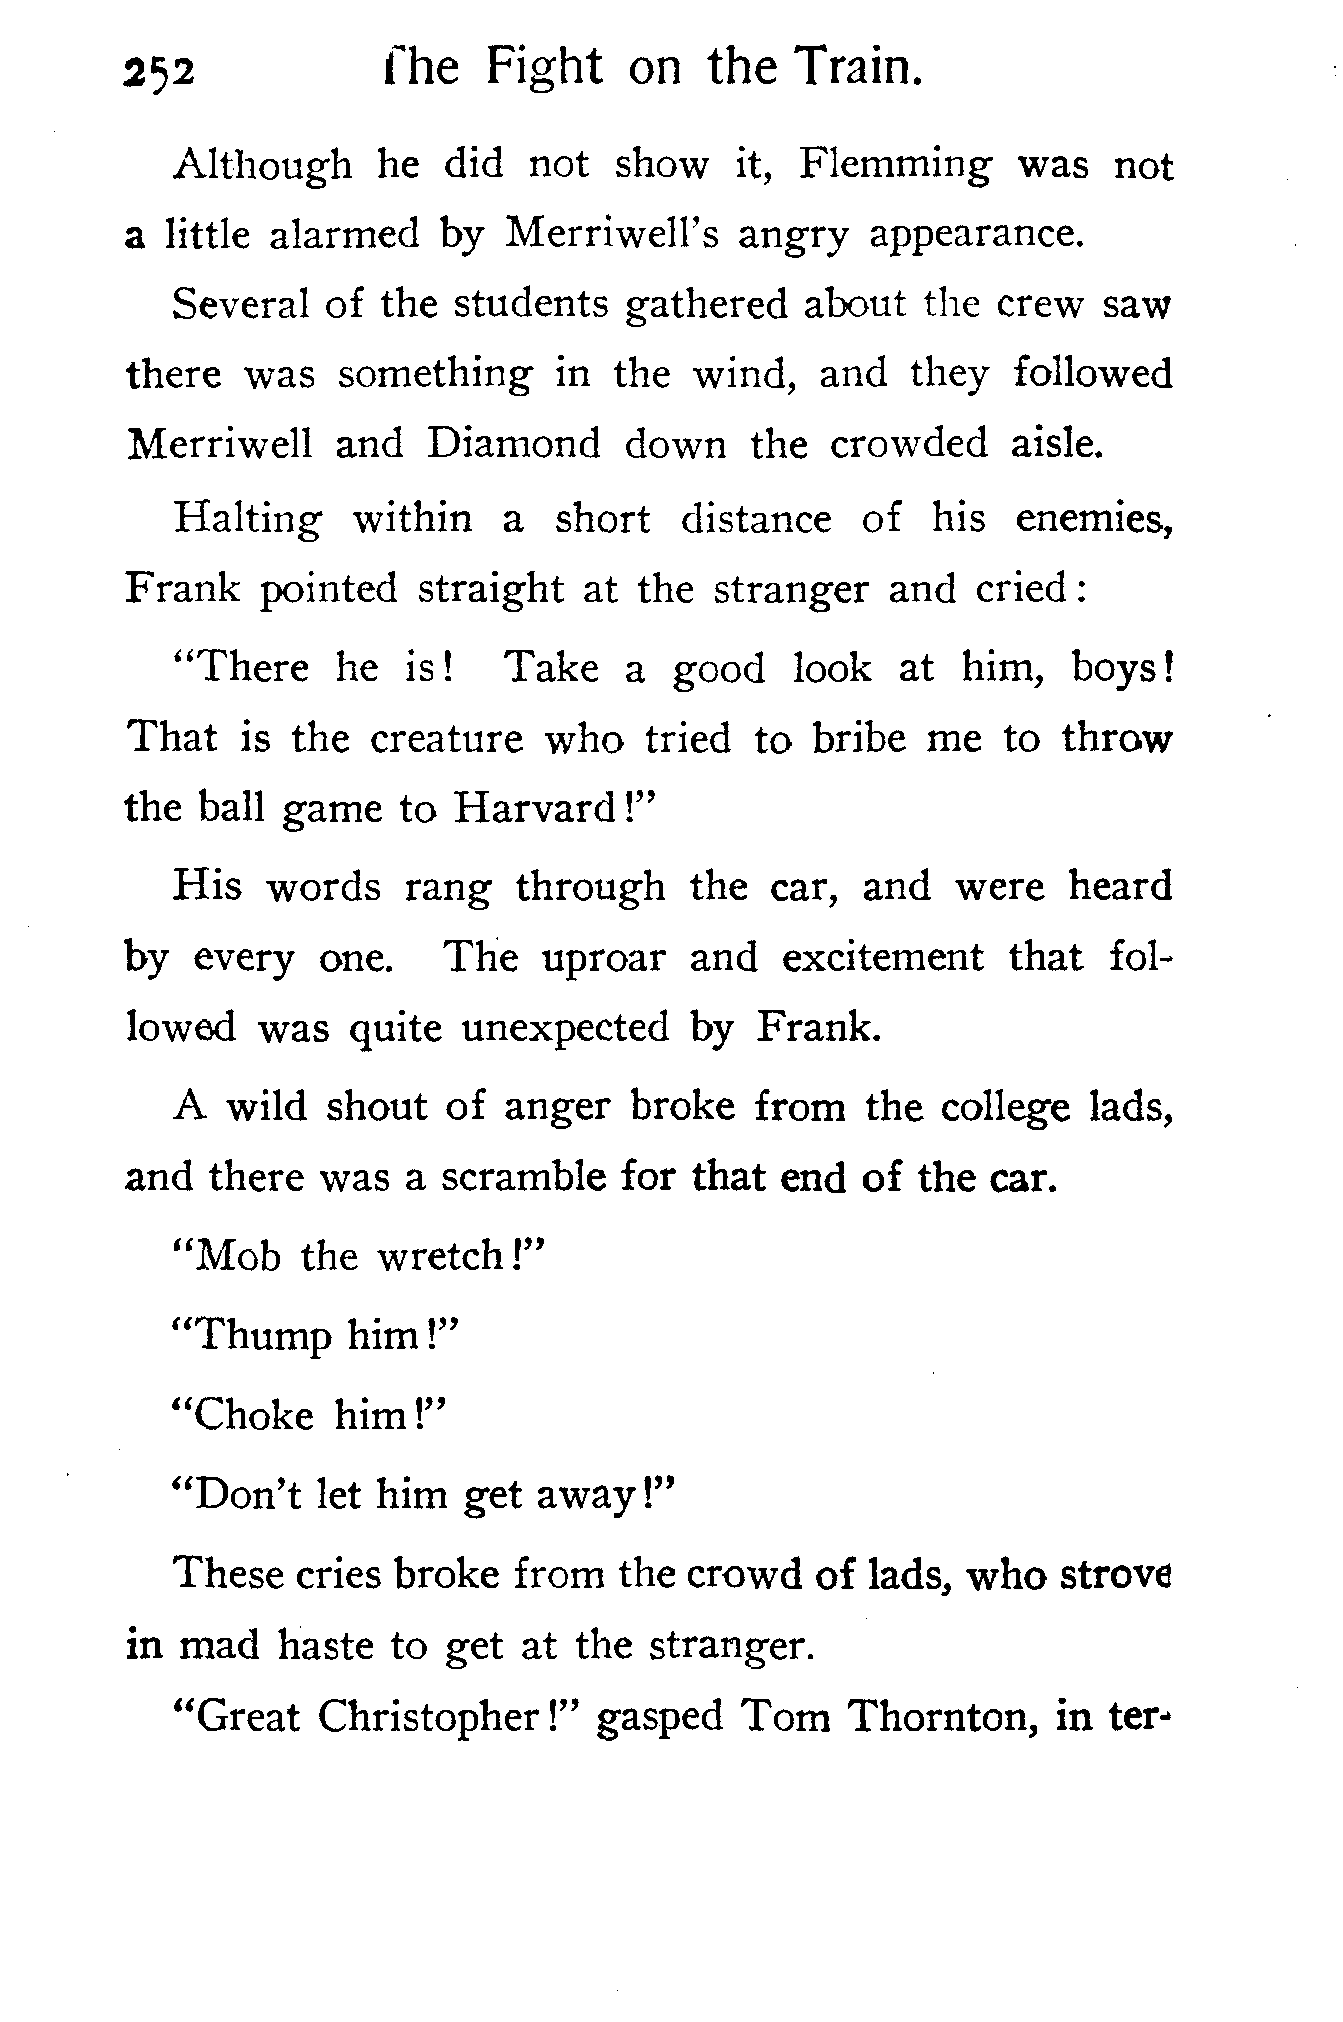 252 The Fight on the Train.
Although he did not show it, Flemming was not
a little alarmed by Merriwell's angry appearance.
Several of the students gathered about the crew saw
there was something in the wind, and they followed
Merriwell and Diamond down the crowded aisle.
Halting within a short distance of his enemies,
Frank pointed straight at the stranger and cried:
"There he is! Take a good look at him, boys!
That is the creature who tried to bribe me to throw
the ball game to Harvard!"
His words rang through the car, and were heard
by every one. The uproar and excitement that fol-
lowed was quite unexpected by Frank.
A wild shout of anger broke from the college lads,
and there was a scramble for that end of the car.
"Mob the wretch!"
"Thump him!"
"Choke him!"
"Don't let him get away!"
These cries broke from the crowd of lads, who strove
in mad haste to get at the stranger.
"Great Christopher!" gasped Tom Thornton, in ter-